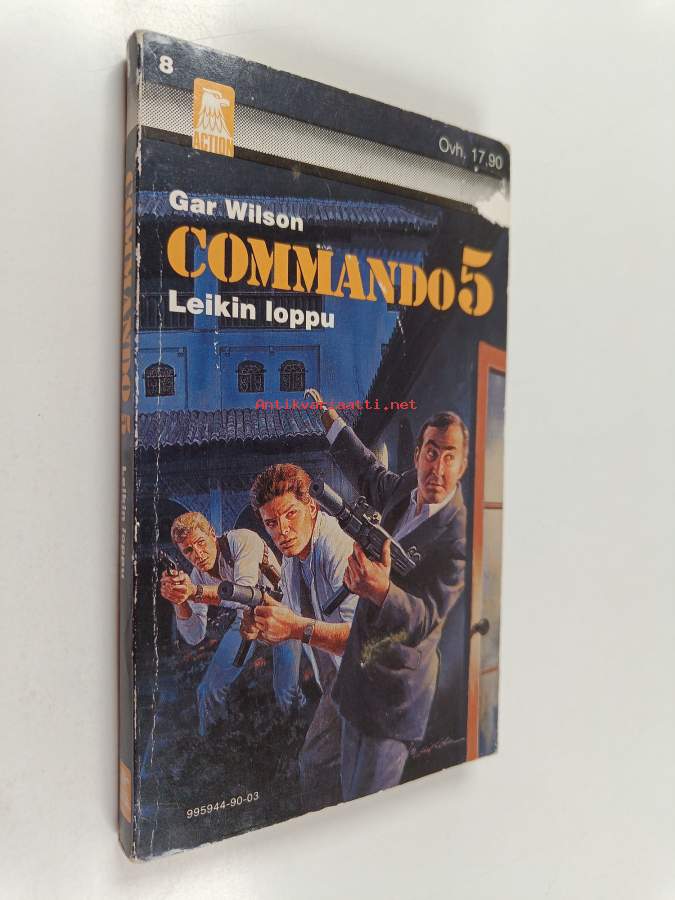 8
ACTION
Ovh. 17,90
Gar Wilson
COMMANDO 5
Leikin loppu
Antikvariaatti.net
995944-90-03
COMMANDO 5
Leikin loppu